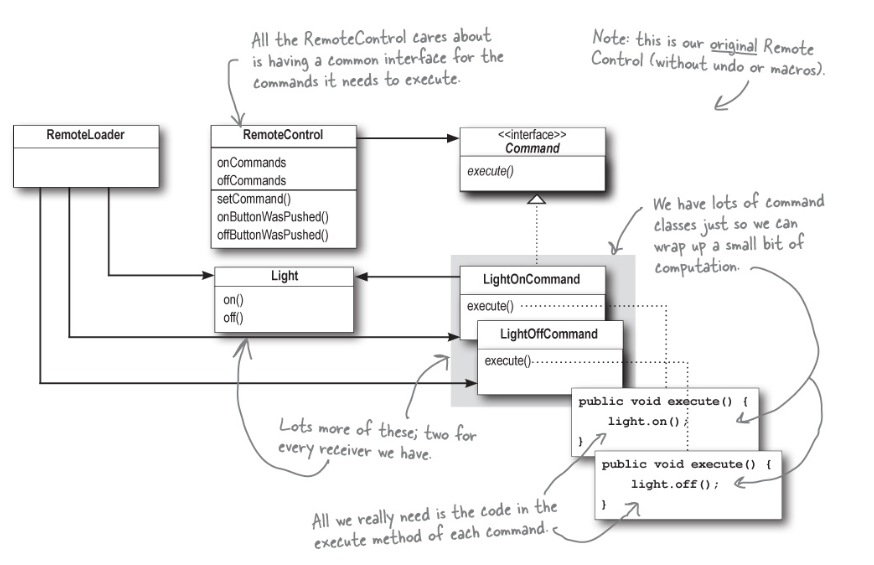 All the RemoteControl cares about
is having a common interface for the
commands it needs to execute.
Note: this is our original Remote
Control (without undo or macros).
RemoteLoader
RemoteControl
onCommands
offCommands
setCommand()
onButtonWasPushed()
offButtonWasPushed()
<<interface>>
Command
execute()
We have lots of command
classes just so we can
wrap up a small bit of
computation.
Light
on()
off()
LightOnCommand
execute()
LightOffCommand
execute()
public void execute() {
light.on();
}
public void execute() {
light.off();
}
Lots more of these; two for
every receiver we have.
All we really need is the code in the
execute method of each command.